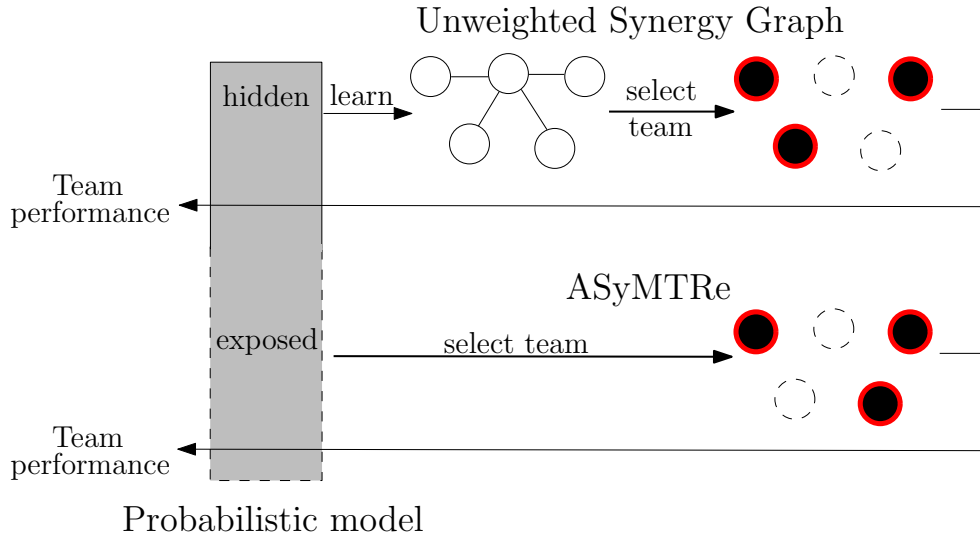 Unweighted Synergy Graph
hidden
learn
select
team
Team
performance
ASyMTRe
exposed
select team
Team
performance
Probabilistic model